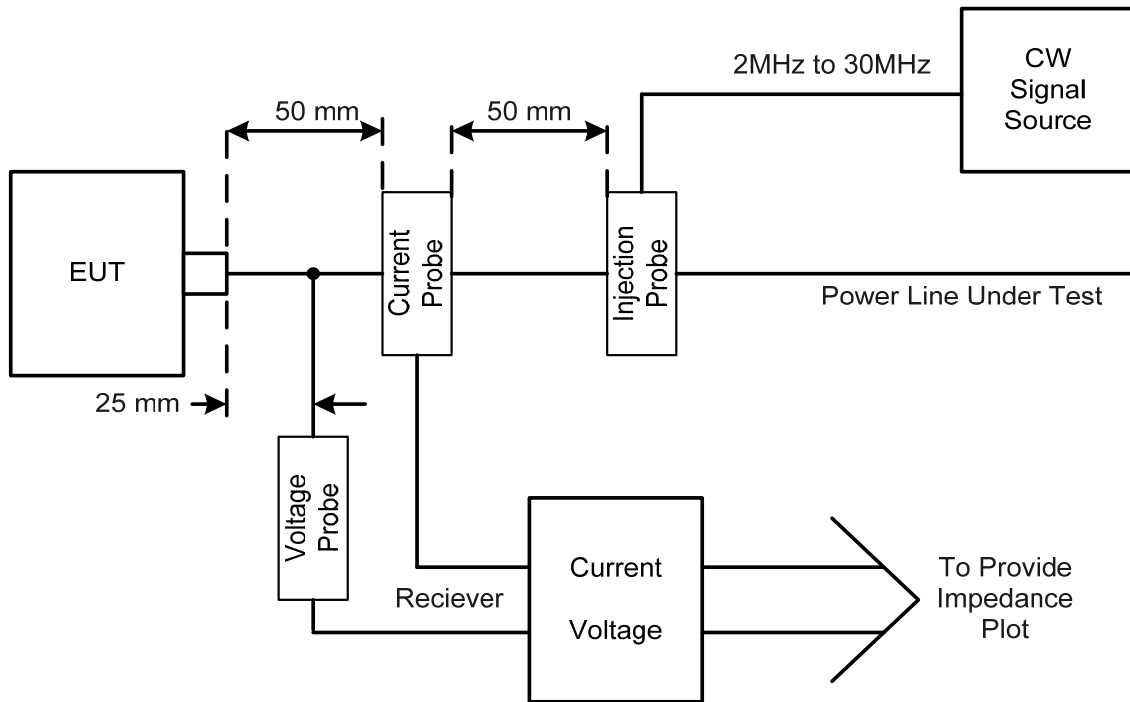 CW
Signal
Source
2MHz to 30MHz
50 mm
50 mm
EUT
Current
Probe
Injection
Probe
Power Line Under Test
25 mm
Voltage
Probe
Reciever
Current
Voltage
To Provide
Impedance
Plot